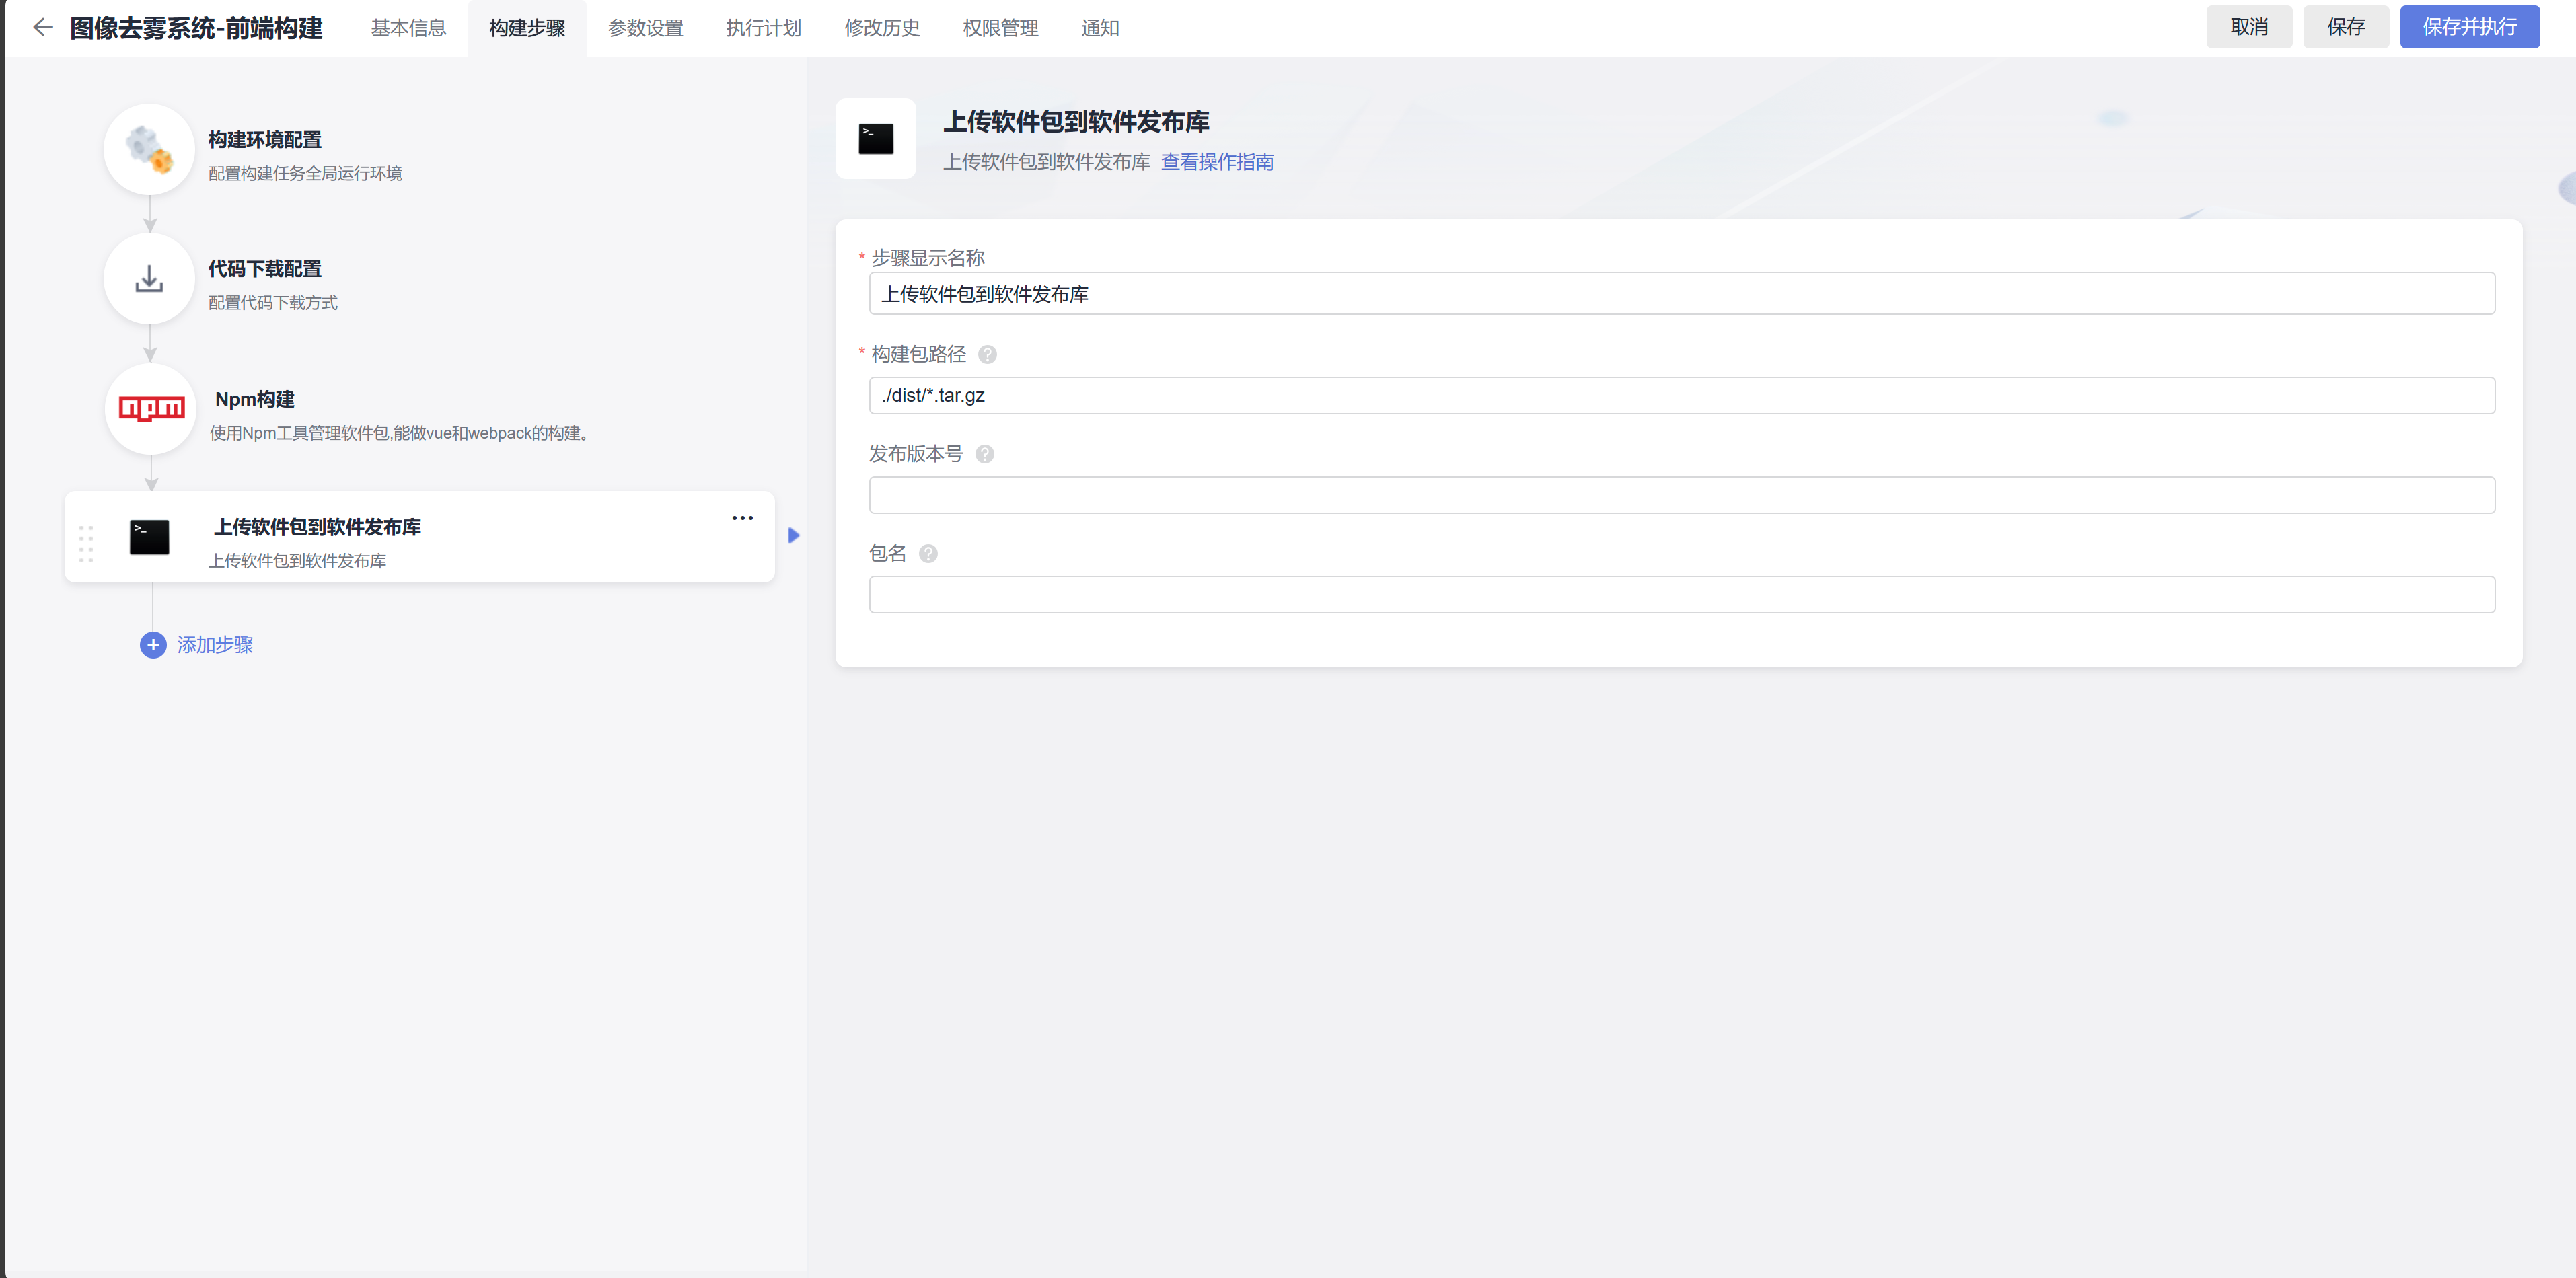 图像去雾系统-前端构建
基本信息
构建步骤
参数设置
执行计划
修改历史
权限管理
通知
取消
保存
保存并执行
构建环境配置
配置构建任务全局运行环境
代码下载配置
配置代码下载方式
npm
Npm构建
使用Npm工具管理软件包,能做vue和webpack的构建。
>_
上传软件包到软件发布库
上传软件包到软件发布库
添加步骤
>_
上传软件包到软件发布库
上传软件包到软件发布库 查看操作指南
* 步骤显示名称
上传软件包到软件发布库
* 构建包路径 ?
./dist/*.tar.gz
发布版本号 ?
包名 ?